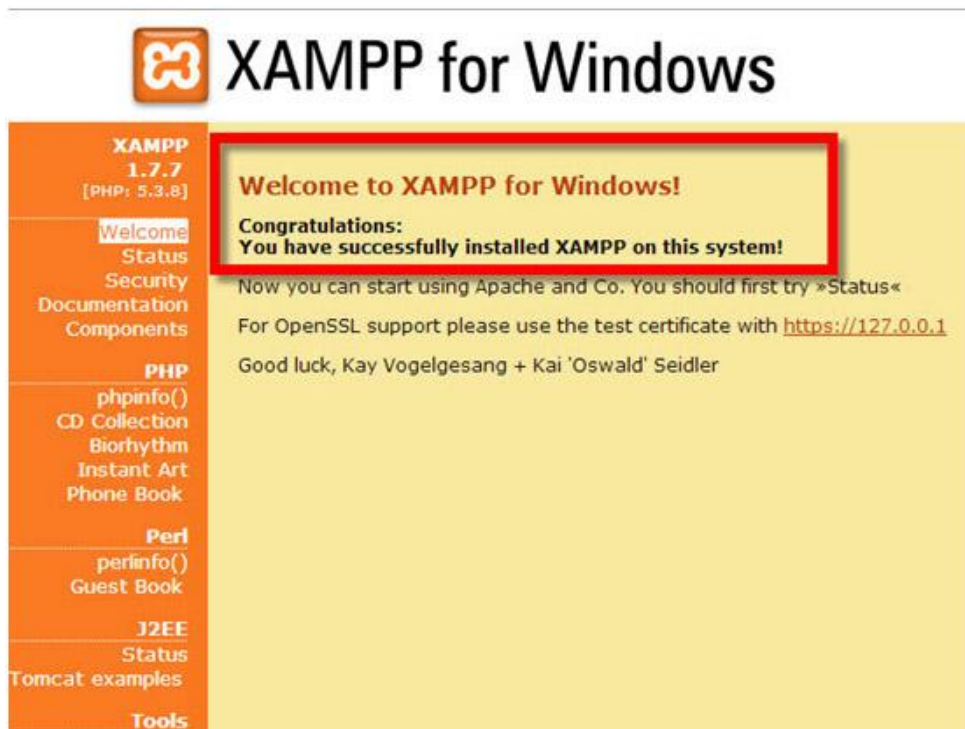 XAMPP for Windows
XAMPP
1.7.7
[PHP: 5.3.8]
Welcome
Status
Security
Documentation
Components
PHP
phpinfo()
CD Collection
Biorhythm
Instant Art
Phone Book
Perl
perlinfo()
Guest Book
J2EE
Status
Tomcat examples
Tools
Welcome to XAMPP for Windows!
Congratulations:
You have successfully installed XAMPP on this system!
Now you can start using Apache and Co. You should first try »Status«
For OpenSSL support please use the test certificate with https://127.0.0.1
Good luck, Kay Vogelgesang + Kai 'Oswald' Seidler